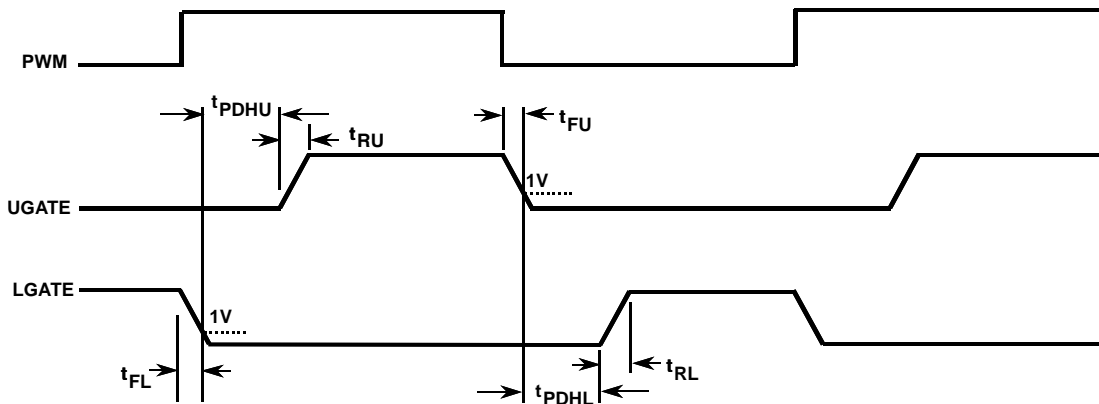 PWM
tPDHU
tRU
tFU
1V
UGATE
LGATE
1V
tFL
tRL
tPDHL